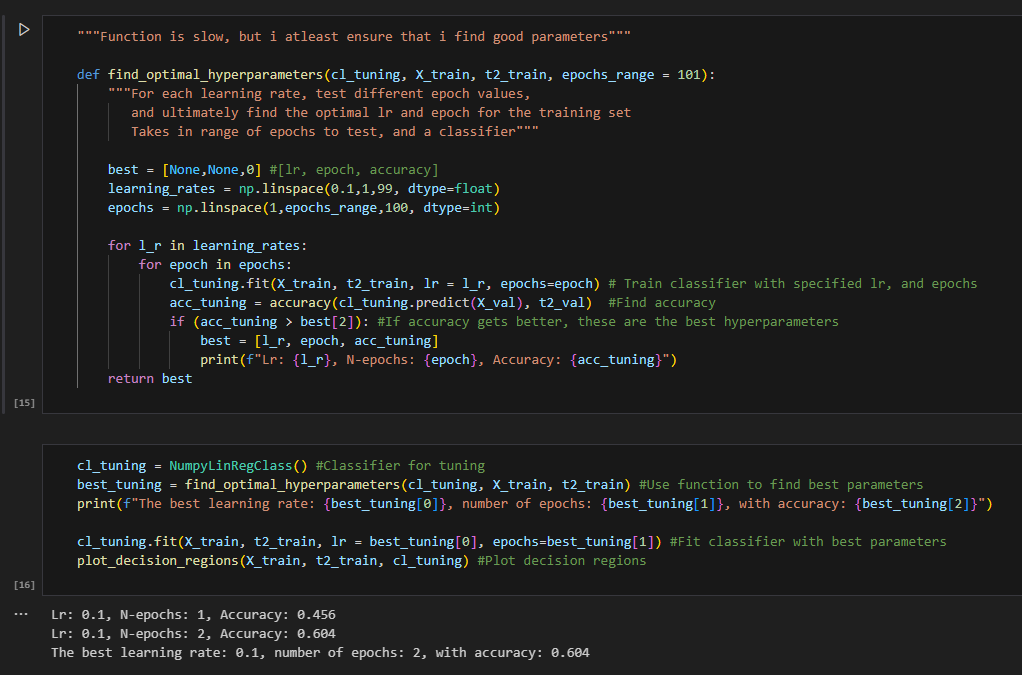 """Function is slow, but i atleast ensure that i find good parameters"""
def find_optimal_hyperparameters(cl_tuning, X_train, t2_train, epochs_range = 101):
"""For each learning rate, test different epoch values,
and ultimately find the optimal lr and epoch for the training set
Takes in range of epochs to test, and a classifier"""
best = [None,None,0] #[lr, epoch, accuracy]
learning_rates = np.linspace(0.1,1,99, dtype=float)
epochs = np.linspace(1,epochs_range,100, dtype=int)
for l_r in learning_rates:
for epoch in epochs:
cl_tuning.fit(X_train, t2_train, lr = l_r, epochs=epoch) # Train classifier with specified lr, and epochs
acc_tuning = accuracy(cl_tuning.predict(X_val), t2_val)  #Find accuracy
if (acc_tuning > best[2]): #If accuracy gets better, these are the best hyperparameters
best = [l_r, epoch, acc_tuning]
print(f"Lr: {l_r}, N-epochs: {epoch}, Accuracy: {acc_tuning}")
return best
[15]
cl_tuning = NumpyLinRegClass() #Classifier for tuning
best_tuning = find_optimal_hyperparameters(cl_tuning, X_train, t2_train) #Use function to find best parameters
print(f"The best learning rate: {best_tuning[0]}, number of epochs: {best_tuning[1]}, with accuracy: {best_tuning[2]}")
cl_tuning.fit(X_train, t2_train, lr = best_tuning[0], epochs=best_tuning[1]) #Fit classifier with best parameters
plot_decision_regions(X_train, t2_train, cl_tuning) #Plot decision regions
[16]
... Lr: 0.1, N-epochs: 1, Accuracy: 0.456
Lr: 0.1, N-epochs: 2, Accuracy: 0.604
The best learning rate: 0.1, number of epochs: 2, with accuracy: 0.604